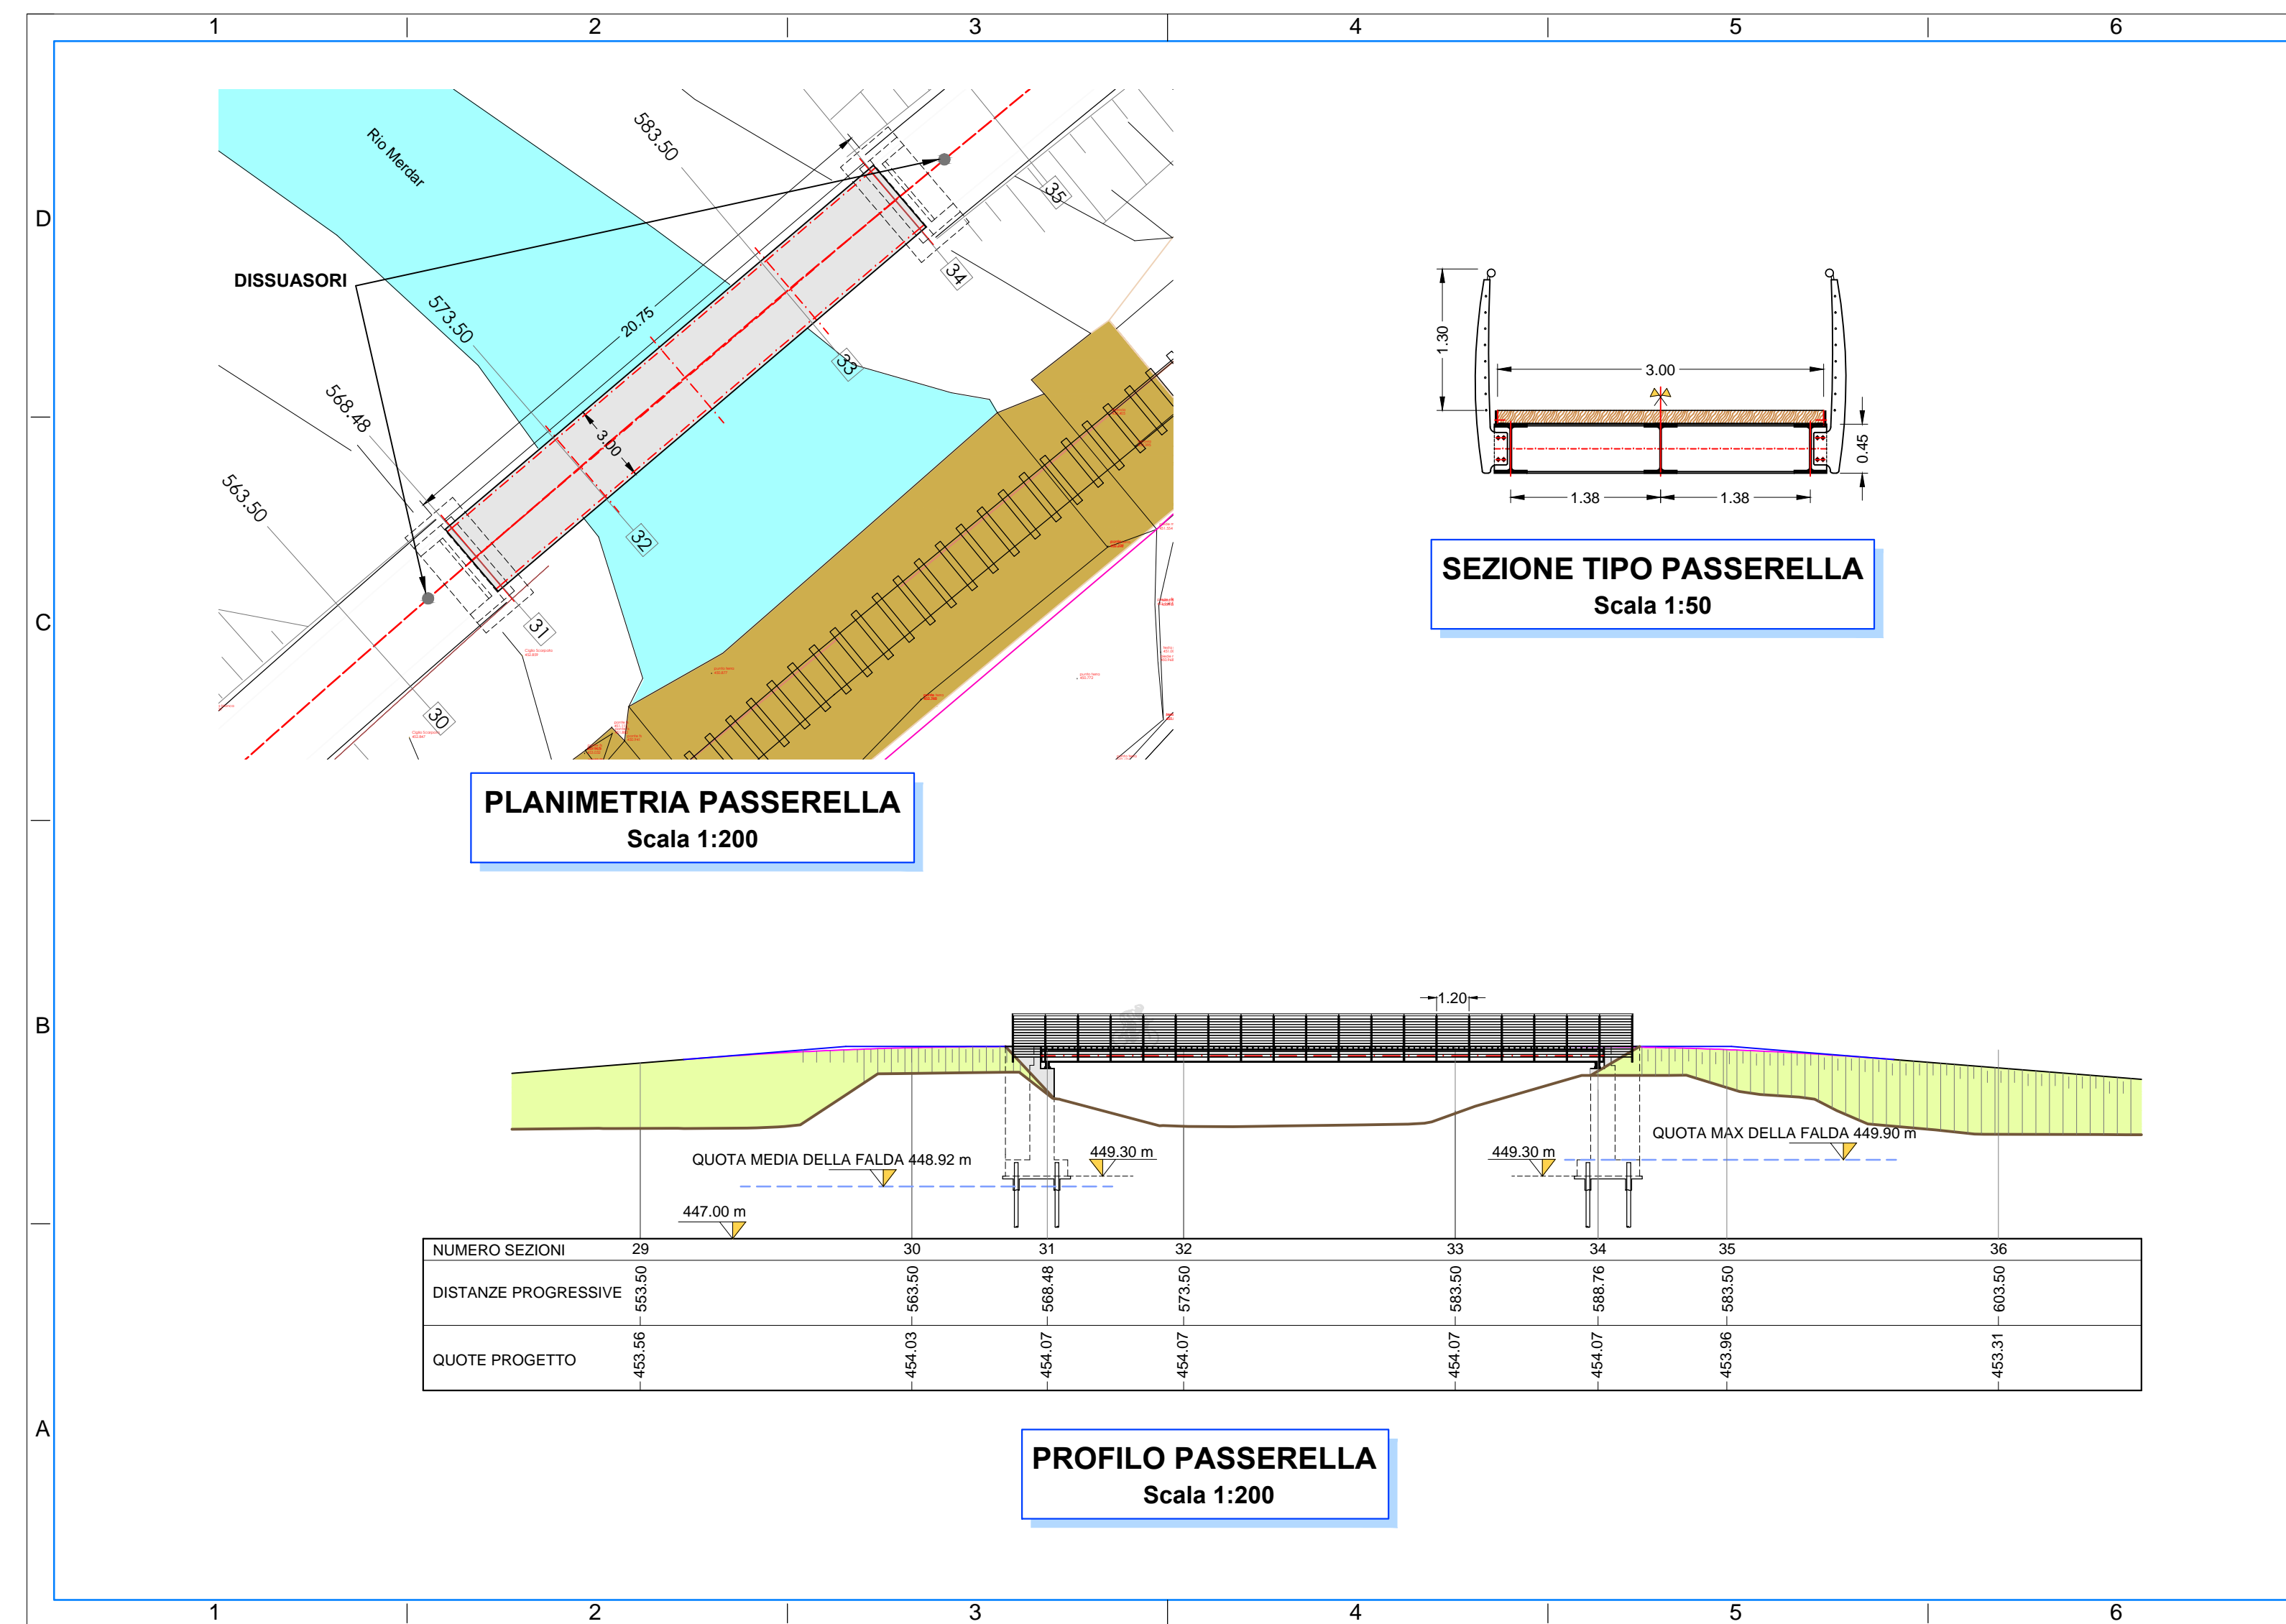 1 2 3 4 5 6
D
C
B
A
Rio Merdar
583.50
573.50
568.48
563.50
DISSUASORI
20.75
3.00
35
34
33
32
31
30
PLANIMETRIA PASSERELLA
Scala 1:200
1.30
3.00
0.45
1.38 1.38
SEZIONE TIPO PASSERELLA
Scala 1:50
1.20
QUOTA MEDIA DELLA FALDA 448.92 m
449.30 m
449.30 m
QUOTA MAX DELLA FALDA 449.90 m
447.00 m
NUMERO SEZIONI 29 30 31 32 33 34 35 36
DISTANZE PROGRESSIVE 553.50 563.50 568.48 573.50 583.50 588.76 583.50 603.50
QUOTE PROGETTO 453.56 454.03 454.07 454.07 454.07 454.07 453.96 453.31
PROFILO PASSERELLA
Scala 1:200
1 2 3 4 5 6